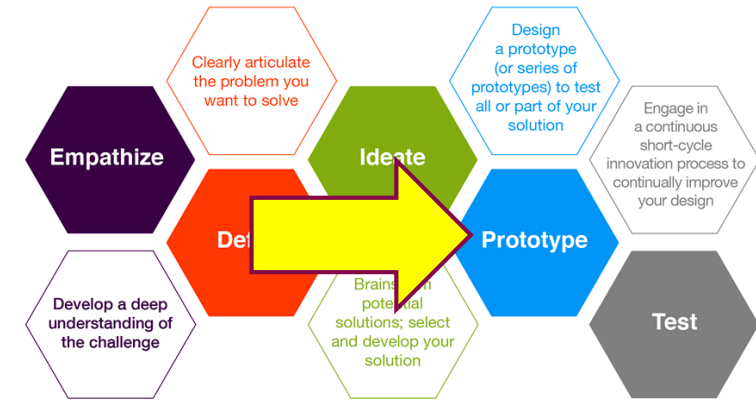 Clearly articulate
the problem you
want to solve
Design
a prototype
(or series of
prototypes) to test
all or part of your
solution
Empathize
Ideate
Engage in
a continuous
short-cycle
innovation process to
continually improve
your design
Prototype
Develop a deep
understanding of
the challenge
solutions; select
and develop your
solution
Test